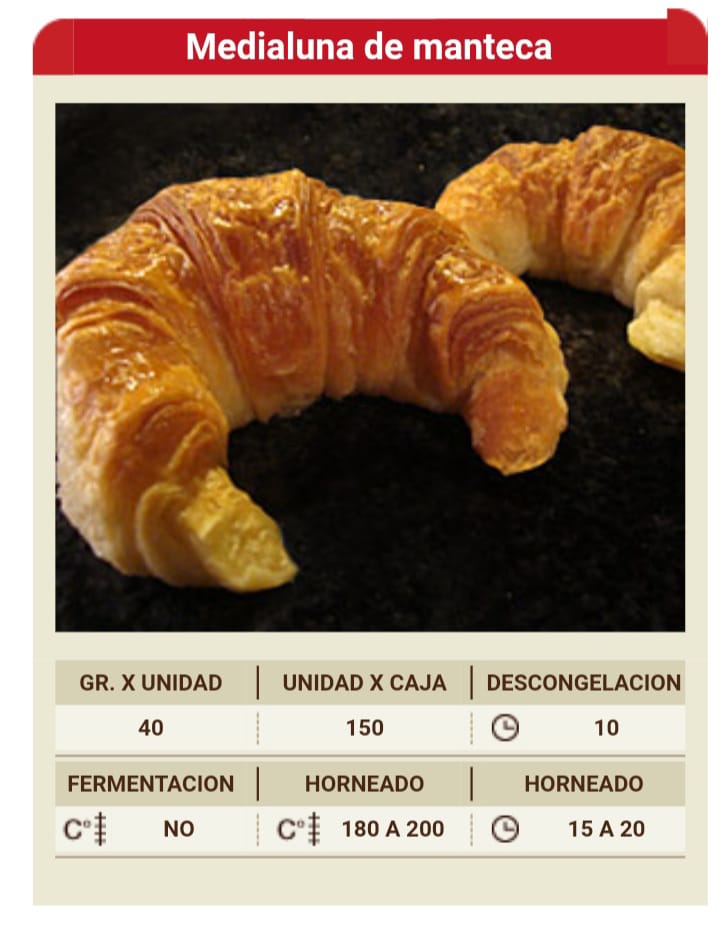 Medialuna de manteca
GR. X UNIDAD | UNIDAD X CAJA | DESCONGELACION
40 150 10
FERMENTACION | HORNEADO | HORNEADO
C° NO C° 180 A 200 15 A 20